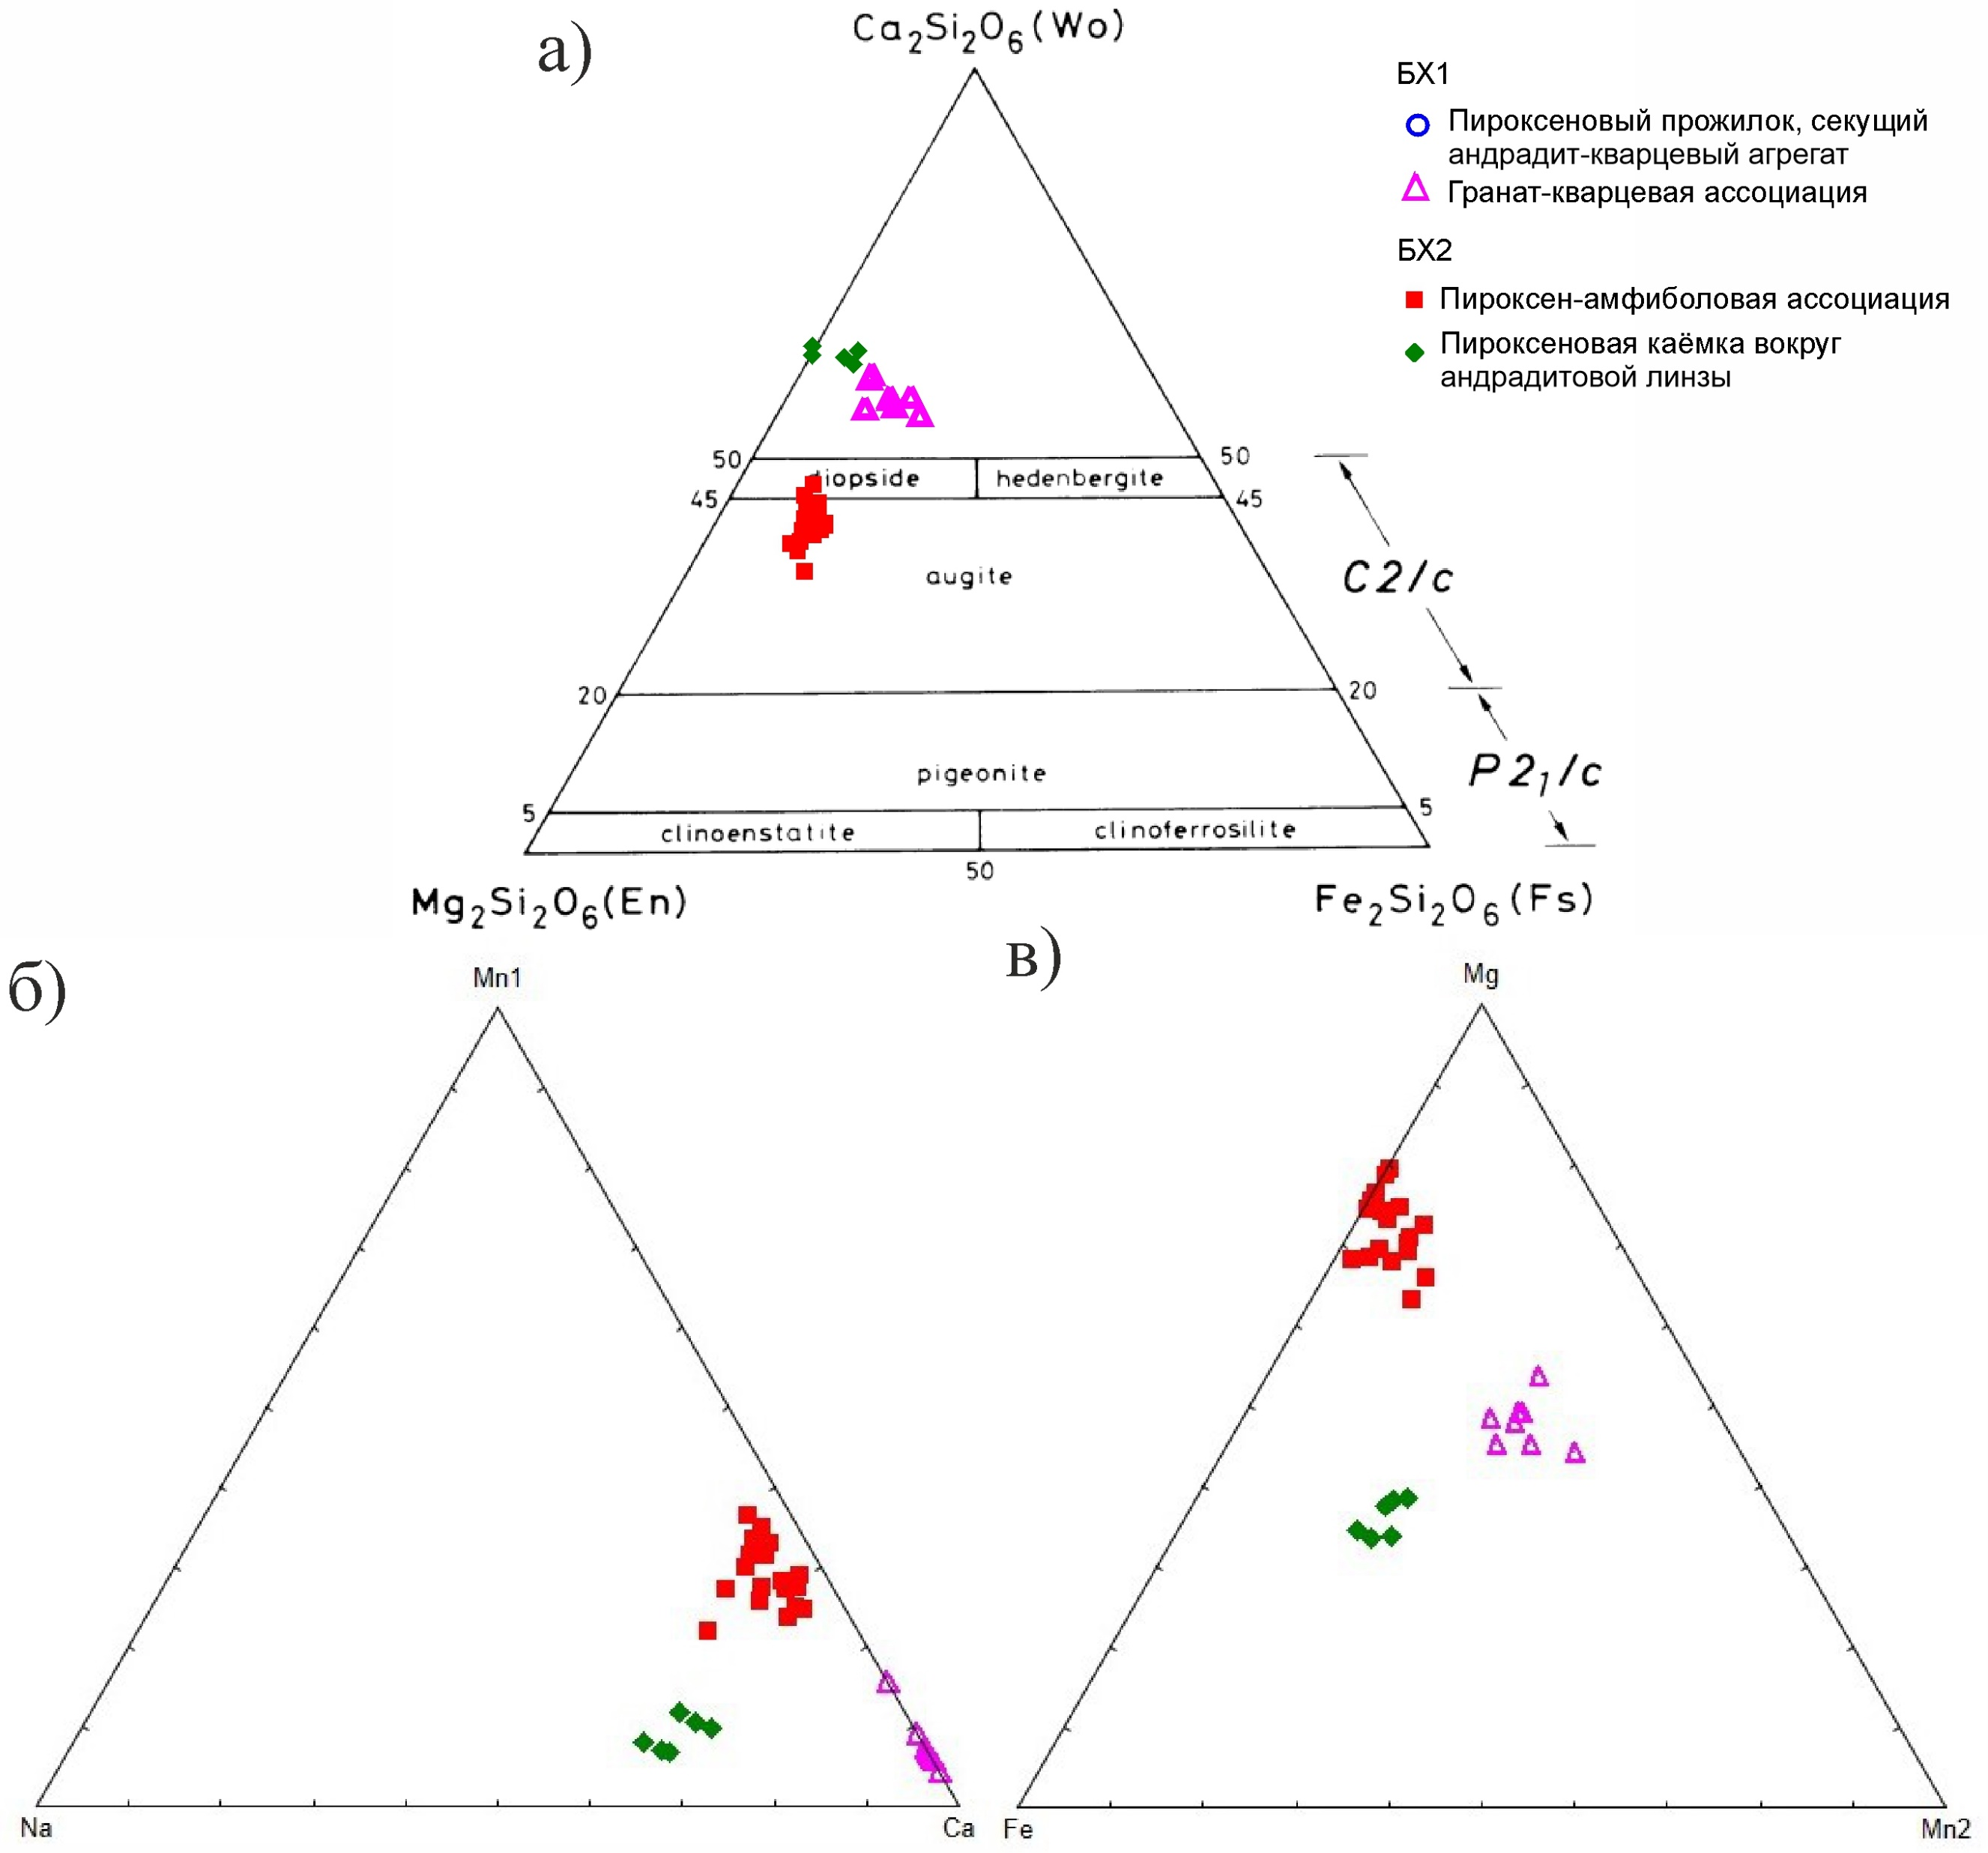 а)
Ca2Si2O6(Wo)
БХ1
Пироксеновый прожилок, секущий
андрадит-кварцевый агрегат
Гранат-кварцевая ассоциация
БХ2
Пироксен-амфиболовая ассоциация
Пироксеновая каёмка вокруг
андрадитовой линзы
50
50
iopside
hedenbergite
45
45
augite
C2/c
20
20
pigeonite
P21/c
5
5
clinoenstatite
clinoferrosilite
50
Mg2Si2O6(En)
Fe2Si2O6(Fs)
б)
Mn1
в)
Mg
Na
Ca
Fe
Mn2